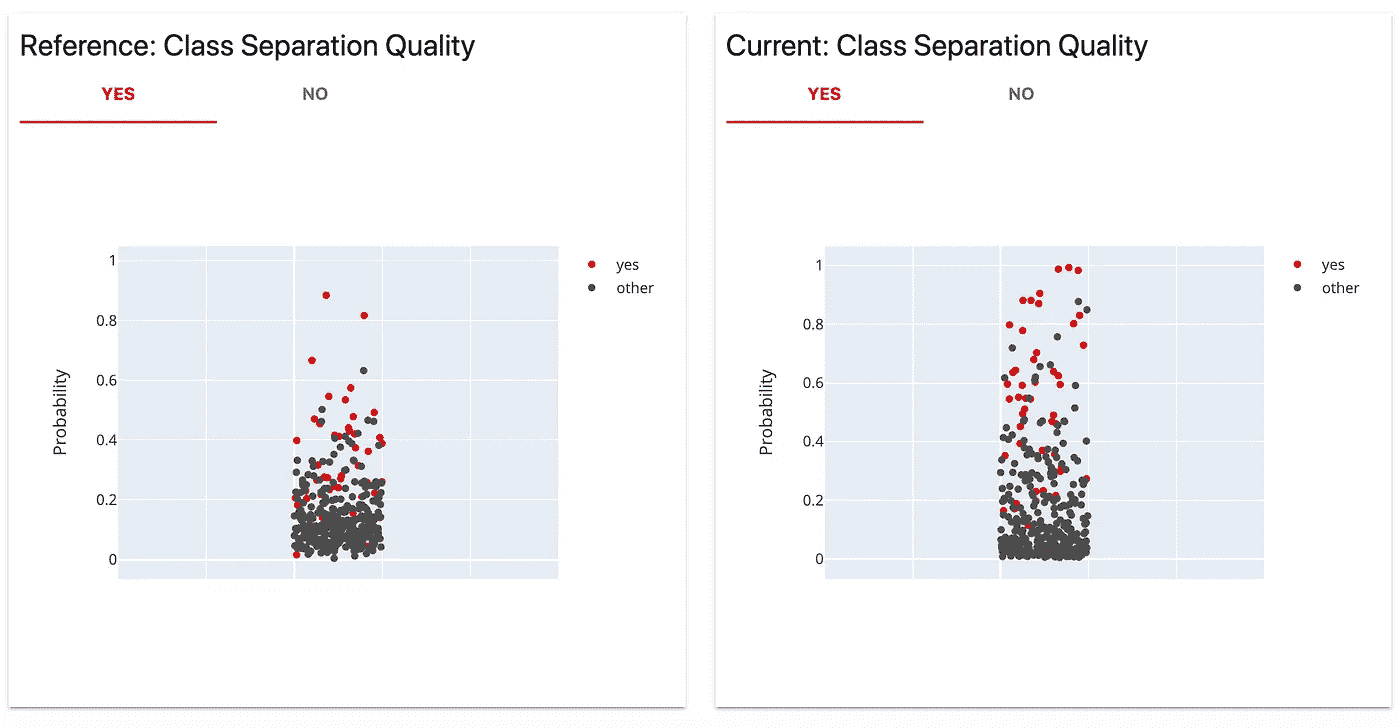 Reference: Class Separation Quality
YES NO
1
0.8
0.6
0.4
0.2
0
Probability
yes
other
Current: Class Separation Quality
YES NO
1
0.8
0.6
0.4
0.2
0
Probability
yes
other